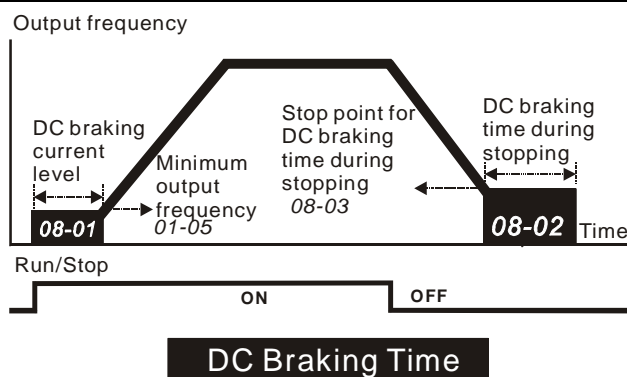 Output frequency
DC braking
current
level
08-01
Minimum
output
frequency
01-05
Stop point for
DC braking
time during
stopping
08-03
DC braking
time during
stopping
08-02
Time
Run/Stop
ON
OFF
DC Braking Time